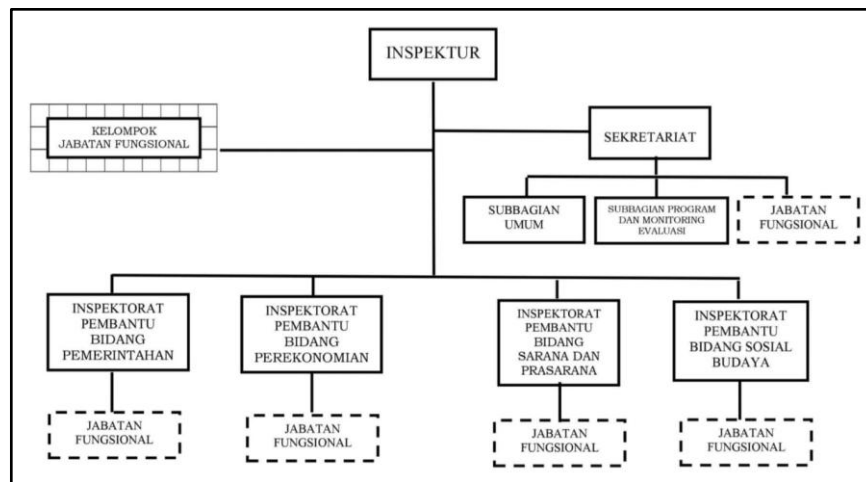 INSPEKTUR
KELOMPOK
JABATAN FUNGSIONAL
SEKRETARIAT
SUBBAGIAN
UMUM
SUBBAGIAN PROGRAM
DAN MONITORING
EVALUASI
JABATAN
FUNGSIONAL
INSPEKTORAT
PEMBANTU
BIDANG
PEMERINTAHAN
INSPEKTORAT
PEMBANTU
BIDANG
PEREKONOMIAN
INSPEKTORAT
PEMBANTU
BIDANG
SARANA DAN
PRASARANA
INSPEKTORAT
PEMBANTU
BIDANG SOSIAL
BUDAYA
JABATAN
FUNGSIONAL
JABATAN
FUNGSIONAL
JABATAN
FUNGSIONAL
JABATAN
FUNGSIONAL